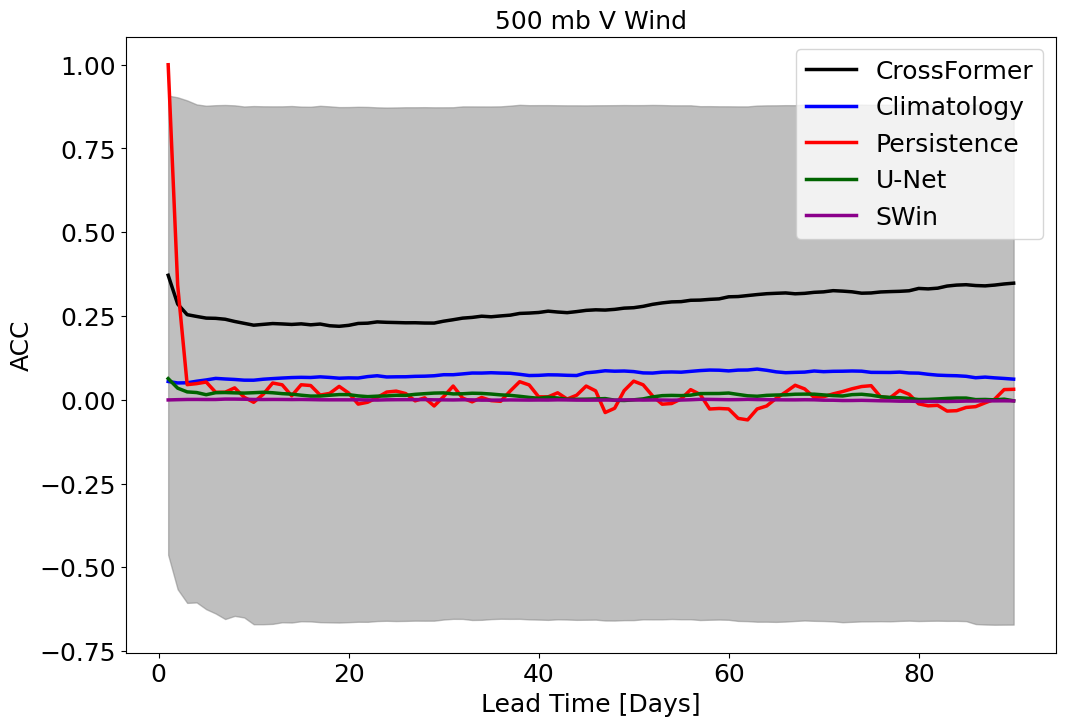 500 mb V Wind
1.00
0.75
0.50
0.25
0.00
−0.25
−0.50
−0.75
ACC
CrossFormer
Climatology
Persistence
U-Net
SWin
0 20 40 60 80
Lead Time [Days]